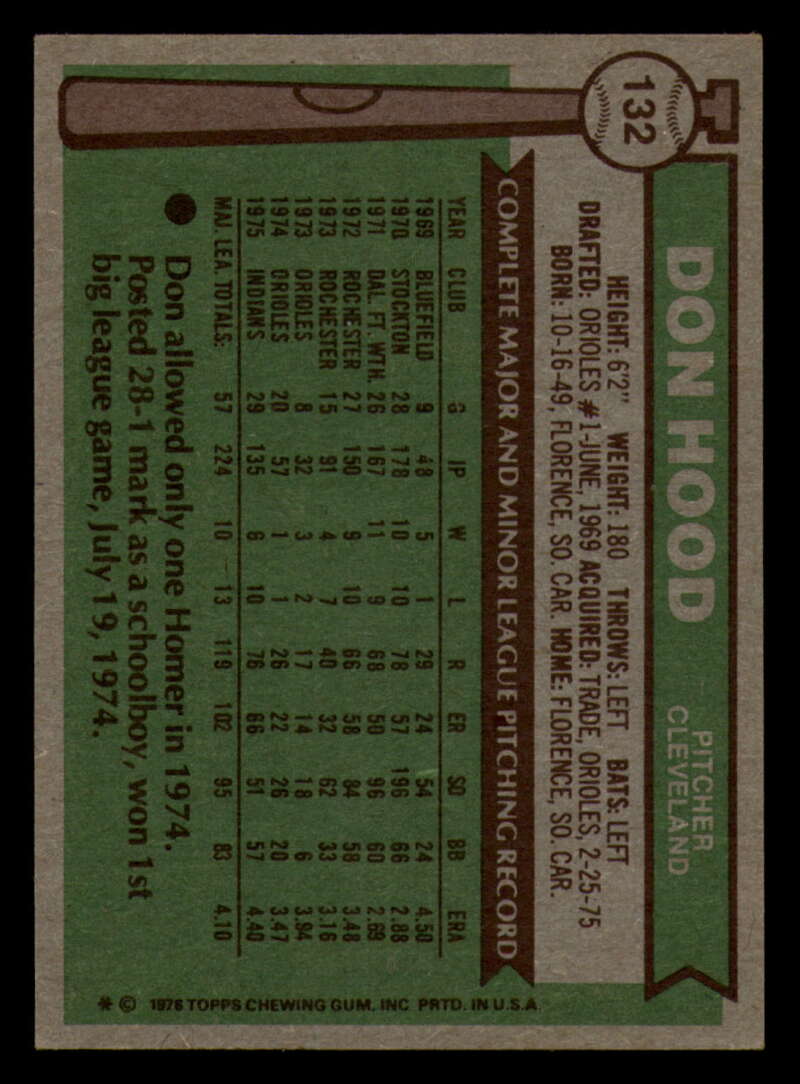 132
DON HOOD
PITCHER
CLEVELAND
HEIGHT: 6'2" WEIGHT: 180 THROWS: LEFT BATS: LEFT
DRAFTED: ORIOLES #1-JUNE, 1969 ACQUIRED: TRADE, ORIOLES, 2-25-75
BORN: 10-16-49, FLORENCE, SO. CAR. HOME: FLORENCE, SO. CAR.
COMPLETE MAJOR AND MINOR LEAGUE PITCHING RECORD
YEAR CLUB G IP W L R ER SO BB ERA
1969 BLUEFIELD 9 48 5 1 29 24 54 24 4.50
1970 STOCKTON 28 178 10 10 78 57 196 66 2.88
1971 DAL. FT. WTH. 26 167 11 9 68 50 96 60 2.69
1972 ROCHESTER 27 150 9 10 66 58 84 58 3.48
1973 ROCHESTER 15 91 4 7 40 32 62 33 3.16
1973 ORIOLES 8 32 3 2 17 14 18 6 3.94
1974 ORIOLES 20 57 1 1 26 22 26 20 3.47
1975 INDIANS 29 135 6 10 76 66 51 57 4.40
MAJ. LEA. TOTALS: 57 224 10 13 119 102 95 83 4.10
● Don allowed only one Homer in 1974.
Posted 28-1 mark as a schoolboy, won 1st
big league game, July 19, 1974.
* © 1976 TOPPS CHEWING GUM, INC. PRTD. IN U.S.A.